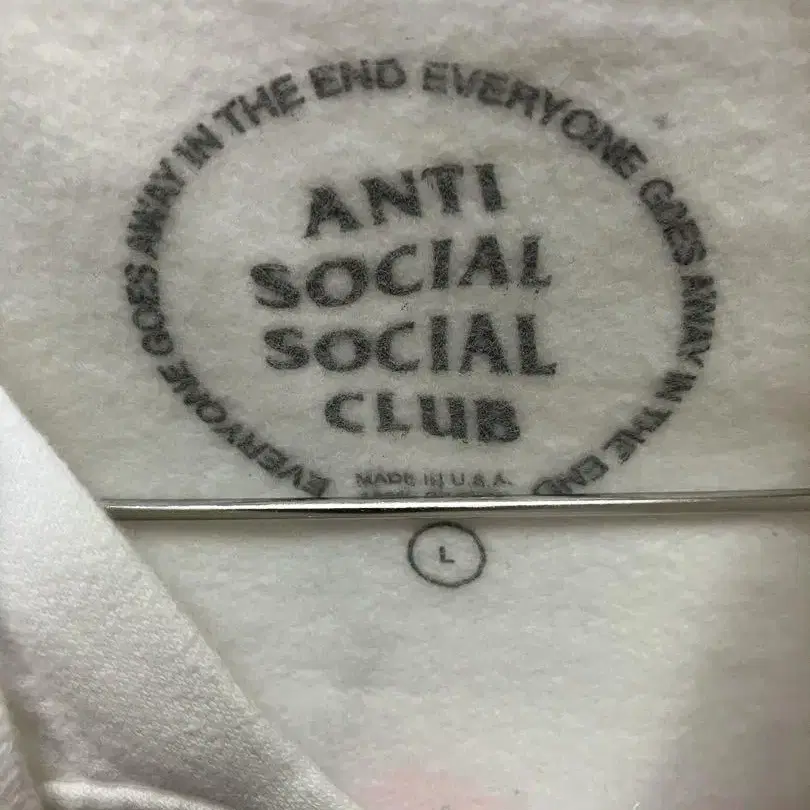 EVERYONE GOES AWAY IN THE END EVERYONE GOES AWAY IN THE END
ANTI
SOCIAL
SOCIAL
CLUB
MADE IN U.S.A.
L